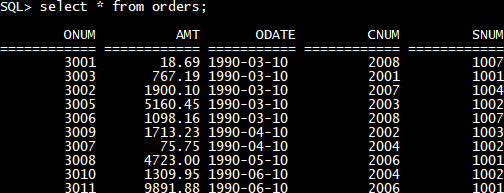 SQL> select * from orders;
ONUM AMT ODATE CNUM SNUM
============ ============ =========== ============ ============
3001 18.69 1990-03-10 2008 1007
3003 767.19 1990-03-10 2001 1001
3002 1900.10 1990-03-10 2007 1004
3005 5160.45 1990-03-10 2003 1002
3006 1098.16 1990-03-10 2008 1007
3009 1713.23 1990-04-10 2002 1003
3007 75.75 1990-04-10 2004 1002
3008 4723.00 1990-05-10 2006 1001
3010 1309.95 1990-06-10 2004 1002
3011 9891.88 1990-06-10 2006 1001